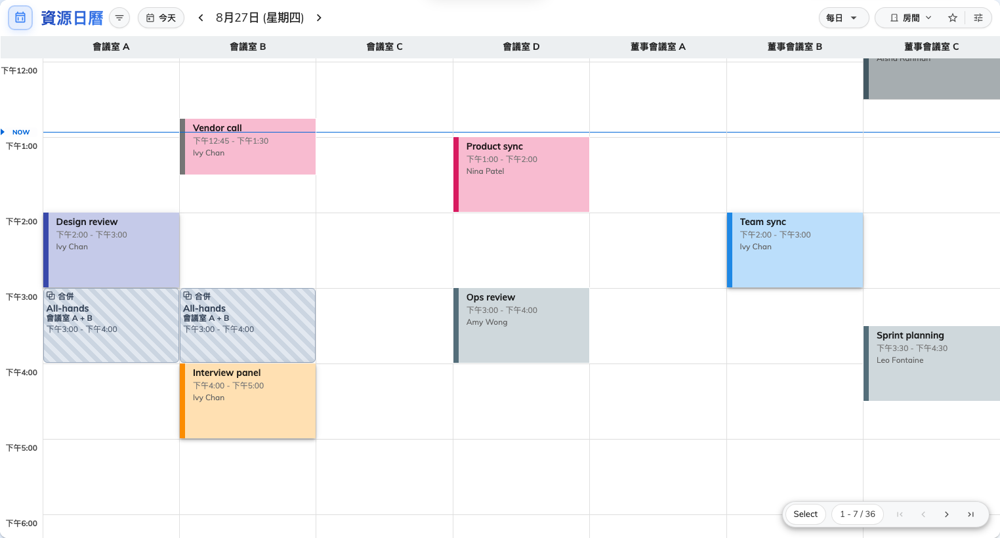 資源日曆
今天
8月27日 (星期四)
每日
房間
會議室 A
會議室 B
會議室 C
會議室 D
董事會議室 A
董事會議室 B
董事會議室 C
下午12:00
Aisha Rahman
NOW
Vendor call
下午12:45 - 下午1:30
Ivy Chan
下午1:00
Product sync
下午1:00 - 下午2:00
Nina Patel
下午2:00
Design review
下午2:00 - 下午3:00
Ivy Chan
Team sync
下午2:00 - 下午3:00
Ivy Chan
下午3:00
合併
All-hands
會議室 A + B
下午3:00 - 下午4:00
合併
All-hands
會議室 A + B
下午3:00 - 下午4:00
Ops review
下午3:00 - 下午4:00
Amy Wong
Sprint planning
下午3:30 - 下午4:30
Leo Fontaine
下午4:00
Interview panel
下午4:00 - 下午5:00
Ivy Chan
下午5:00
下午6:00
Select
1 - 7 / 36